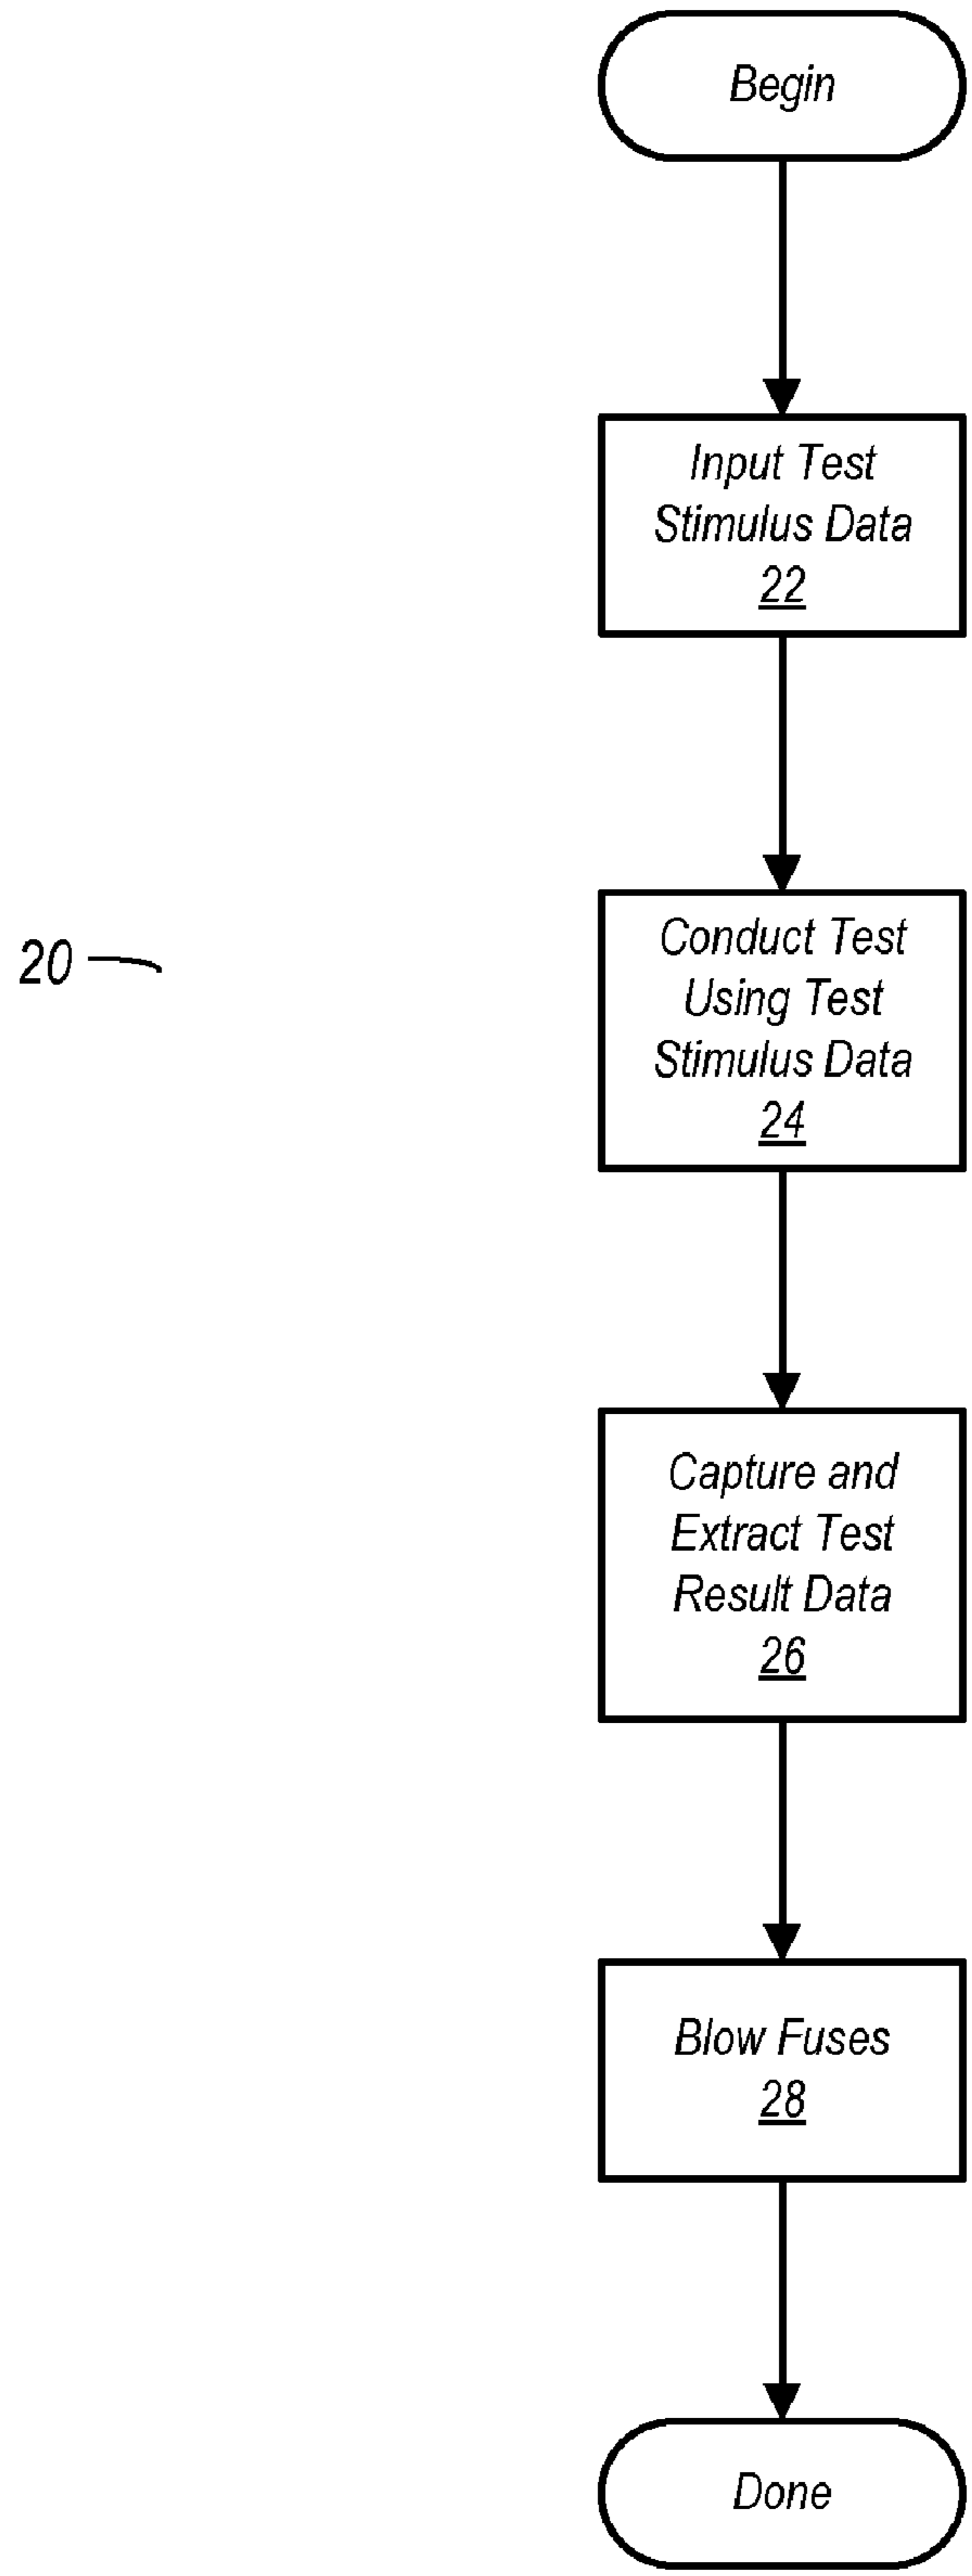 Begin
Input Test
Stimulus Data
22
20
Conduct Test
Using Test
Stimulus Data
24
Capture and
Extract Test
Result Data
26
Blow Fuses
28
Done